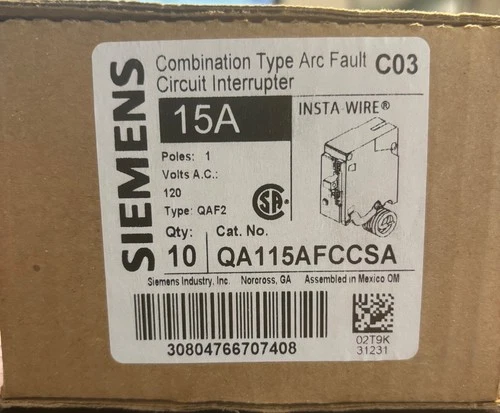 SIEMENS
Combination Type Arc Fault C03
Circuit Interrupter
15A
INSTA WIRE®
Poles: 1
Volts A.C.:
120
Type: QAF2
SA
Qty: Cat. No.
10 QA115AFCCSA
Siemens Industry, Inc. Norcross, GA Assembled in Mexico OM
30804766707408
02T9K
31231